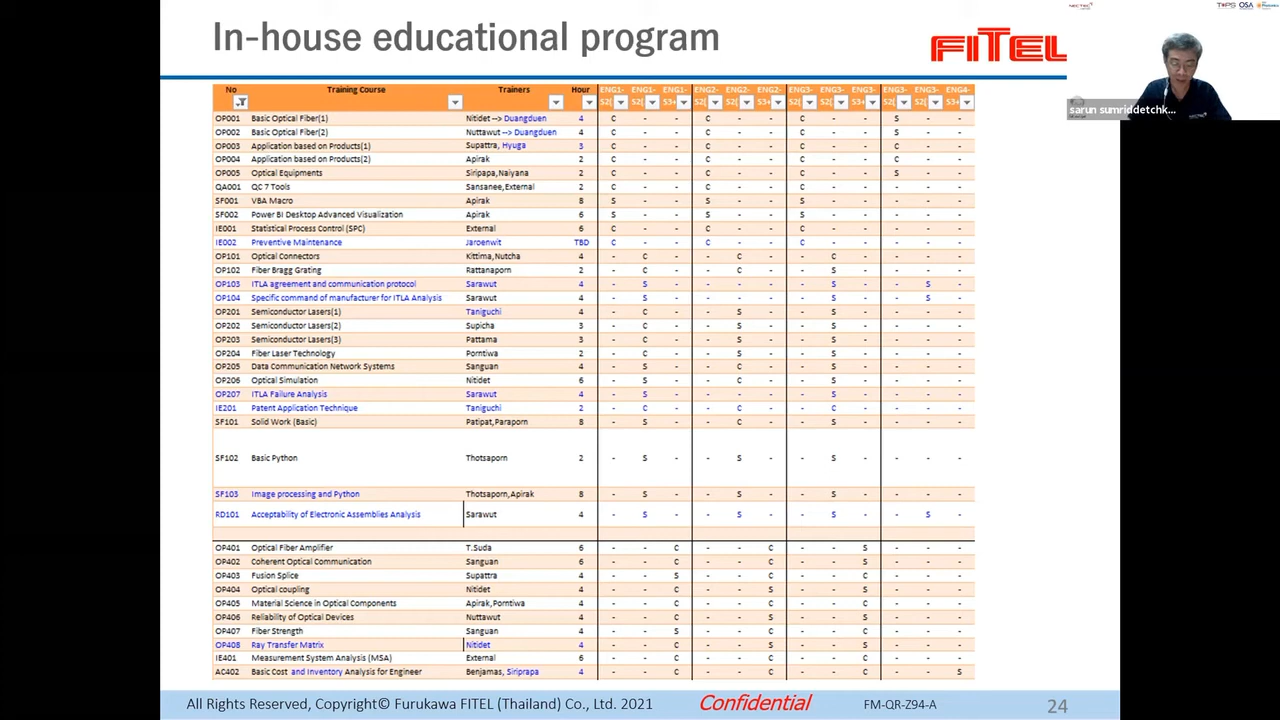 NECTEC
TOPS OSA
In-house educational program
FITEL
sarun sumriddetchk...
No Training Course Trainers Hour ENG1- ENG1- ENG1- ENG2- ENG2- ENG2- ENG3- ENG3- ENG3- ENG3- ENG3- ENG4-
S2( S2( S3+ S2( S2( S3+ S2( S2( S3+ S2( S2( S3+
OP001 Basic Optical Fiber(1) Nitidet --> Duangduen 4 C - - C - - C - - S - -
OP002 Basic Optical Fiber(2) Nuttawut --> Duangduen 4 C - - C - - C - - S - -
OP003 Application based on Products(1) Supattra, Hyuga 3 C - - C - - C - - C - -
OP004 Application based on Products(2) Apirak 2 C - - C - - C - - C - -
OP005 Optical Equipments Siripapa,Naiyana 2 C - - C - - C - - S - -
QA001 QC 7 Tools Sansanee,External 2 C - - C - - C - - - - -
SF001 VBA Macro Apirak 8 S - - S - - S - - - - -
SF002 Power BI Desktop Advanced Visualization Apirak 6 S - - S - - S - - - - -
IE001 Statistical Process Control (SPC) External 6 C - - C - - C - - - - -
IE002 Preventive Maintenance Jaroenwit TBD C - - C - - C - - - - -
OP101 Optical Connectors Kittima,Nutcha 4 - C - - C - - C - - - -
OP102 Fiber Bragg Grating Rattanaporn 2 - C - - C - - S - - - -
OP103 ITLA agreement and communication protocol Sarawut 4 - S - - - - - S - - S -
OP104 Specific command of manufacturer for ITLA Analysis Sarawut 4 - S - - - - - S - - S -
OP201 Semiconductor Lasers(1) Taniguchi 4 - C - - S - - S - - - -
OP202 Semiconductor Lasers(2) Supicha 3 - C - - S - - S - - - -
OP203 Semiconductor Lasers(3) Pattama 3 - C - - S - - S - - - -
OP204 Fiber Laser Technology Porntiwa 2 - C - - S - - S - - - -
OP205 Data Communication Network Systems Sanguan 4 - S - - C - - S - - - -
OP206 Optical Simulation Nitidet 6 - S - - C - - S - - - -
OP207 ITLA Failure Analysis Sarawut 4 - S - - - - - S - - - -
IE201 Patent Application Technique Taniguchi 2 - C - - C - - C - - - -
SF101 Solid Work (Basic) Patipat,Paraporn 8 - S - - C - - S - - - -
SF102 Basic Python Thotsaporn 2 - S - - S - - S - - - -
SF103 Image processing and Python Thotsaporn,Apirak 8 - S - - S - - S - - - -
RD101 Acceptability of Electronic Assemblies Analysis Sarawut 4 - S - - S - - S - - S -
OP401 Optical Fiber Amplifier T.Suda 6 - - C - - C - - S - - -
OP402 Coherent Optical Communication Sanguan 6 - - C - - C - - S - - -
OP403 Fusion Splice Supattra 4 - - S - - C - - C - - -
OP404 Optical coupling Nitidet 4 - - C - - S - - S - - -
OP405 Material Science in Optical Components Apirak,Porntiwa 4 - - C - - C - - C - - -
OP406 Reliability of Optical Devices Nuttawut 4 - - C - - S - - S - - -
OP407 Fiber Strength Sanguan 4 - - S - - C - - C - - -
OP408 Ray Transfer Matrix Nitidet 4 - - C - - S - - S - - -
IE401 Measurement System Analysis (MSA) External 6 - - C - - C - - C - - -
AC402 Basic Cost and Inventory Analysis for Engineer Benjamas, Siriprapa 4 - - C - - C - - C - - S
All Rights Reserved, Copyright© Furukawa FITEL (Thailand) Co., Ltd. 2021 Confidential FM-QR-Z94-A 24